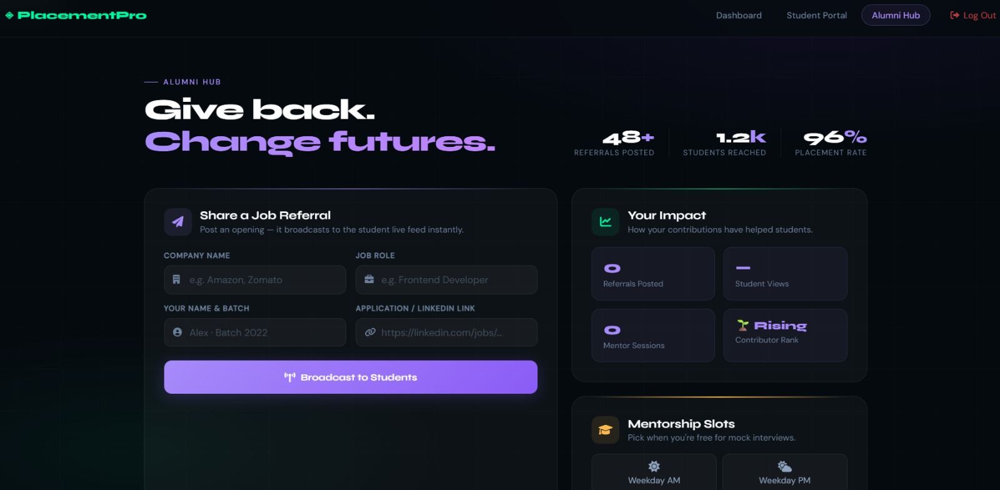 PlacementPro
Dashboard
Student Portal
Alumni Hub
Log Out
ALUMNI HUB
Give back.
Change futures.
48+
REFERRALS POSTED
1.2k
STUDENTS REACHED
96%
PLACEMENT RATE
Share a Job Referral
Post an opening — it broadcasts to the student live feed instantly.
COMPANY NAME
e.g. Amazon, Zomato
JOB ROLE
e.g. Frontend Developer
YOUR NAME & BATCH
Alex · Batch 2022
APPLICATION / LINKEDIN LINK
https://linkedin.com/jobs/...
Broadcast to Students
Your Impact
How your contributions have helped students.
0
Referrals Posted
—
Student Views
0
Mentor Sessions
🌱 Rising
Contributor Rank
Mentorship Slots
Pick when you're free for mock interviews.
Weekday AM
Weekday PM